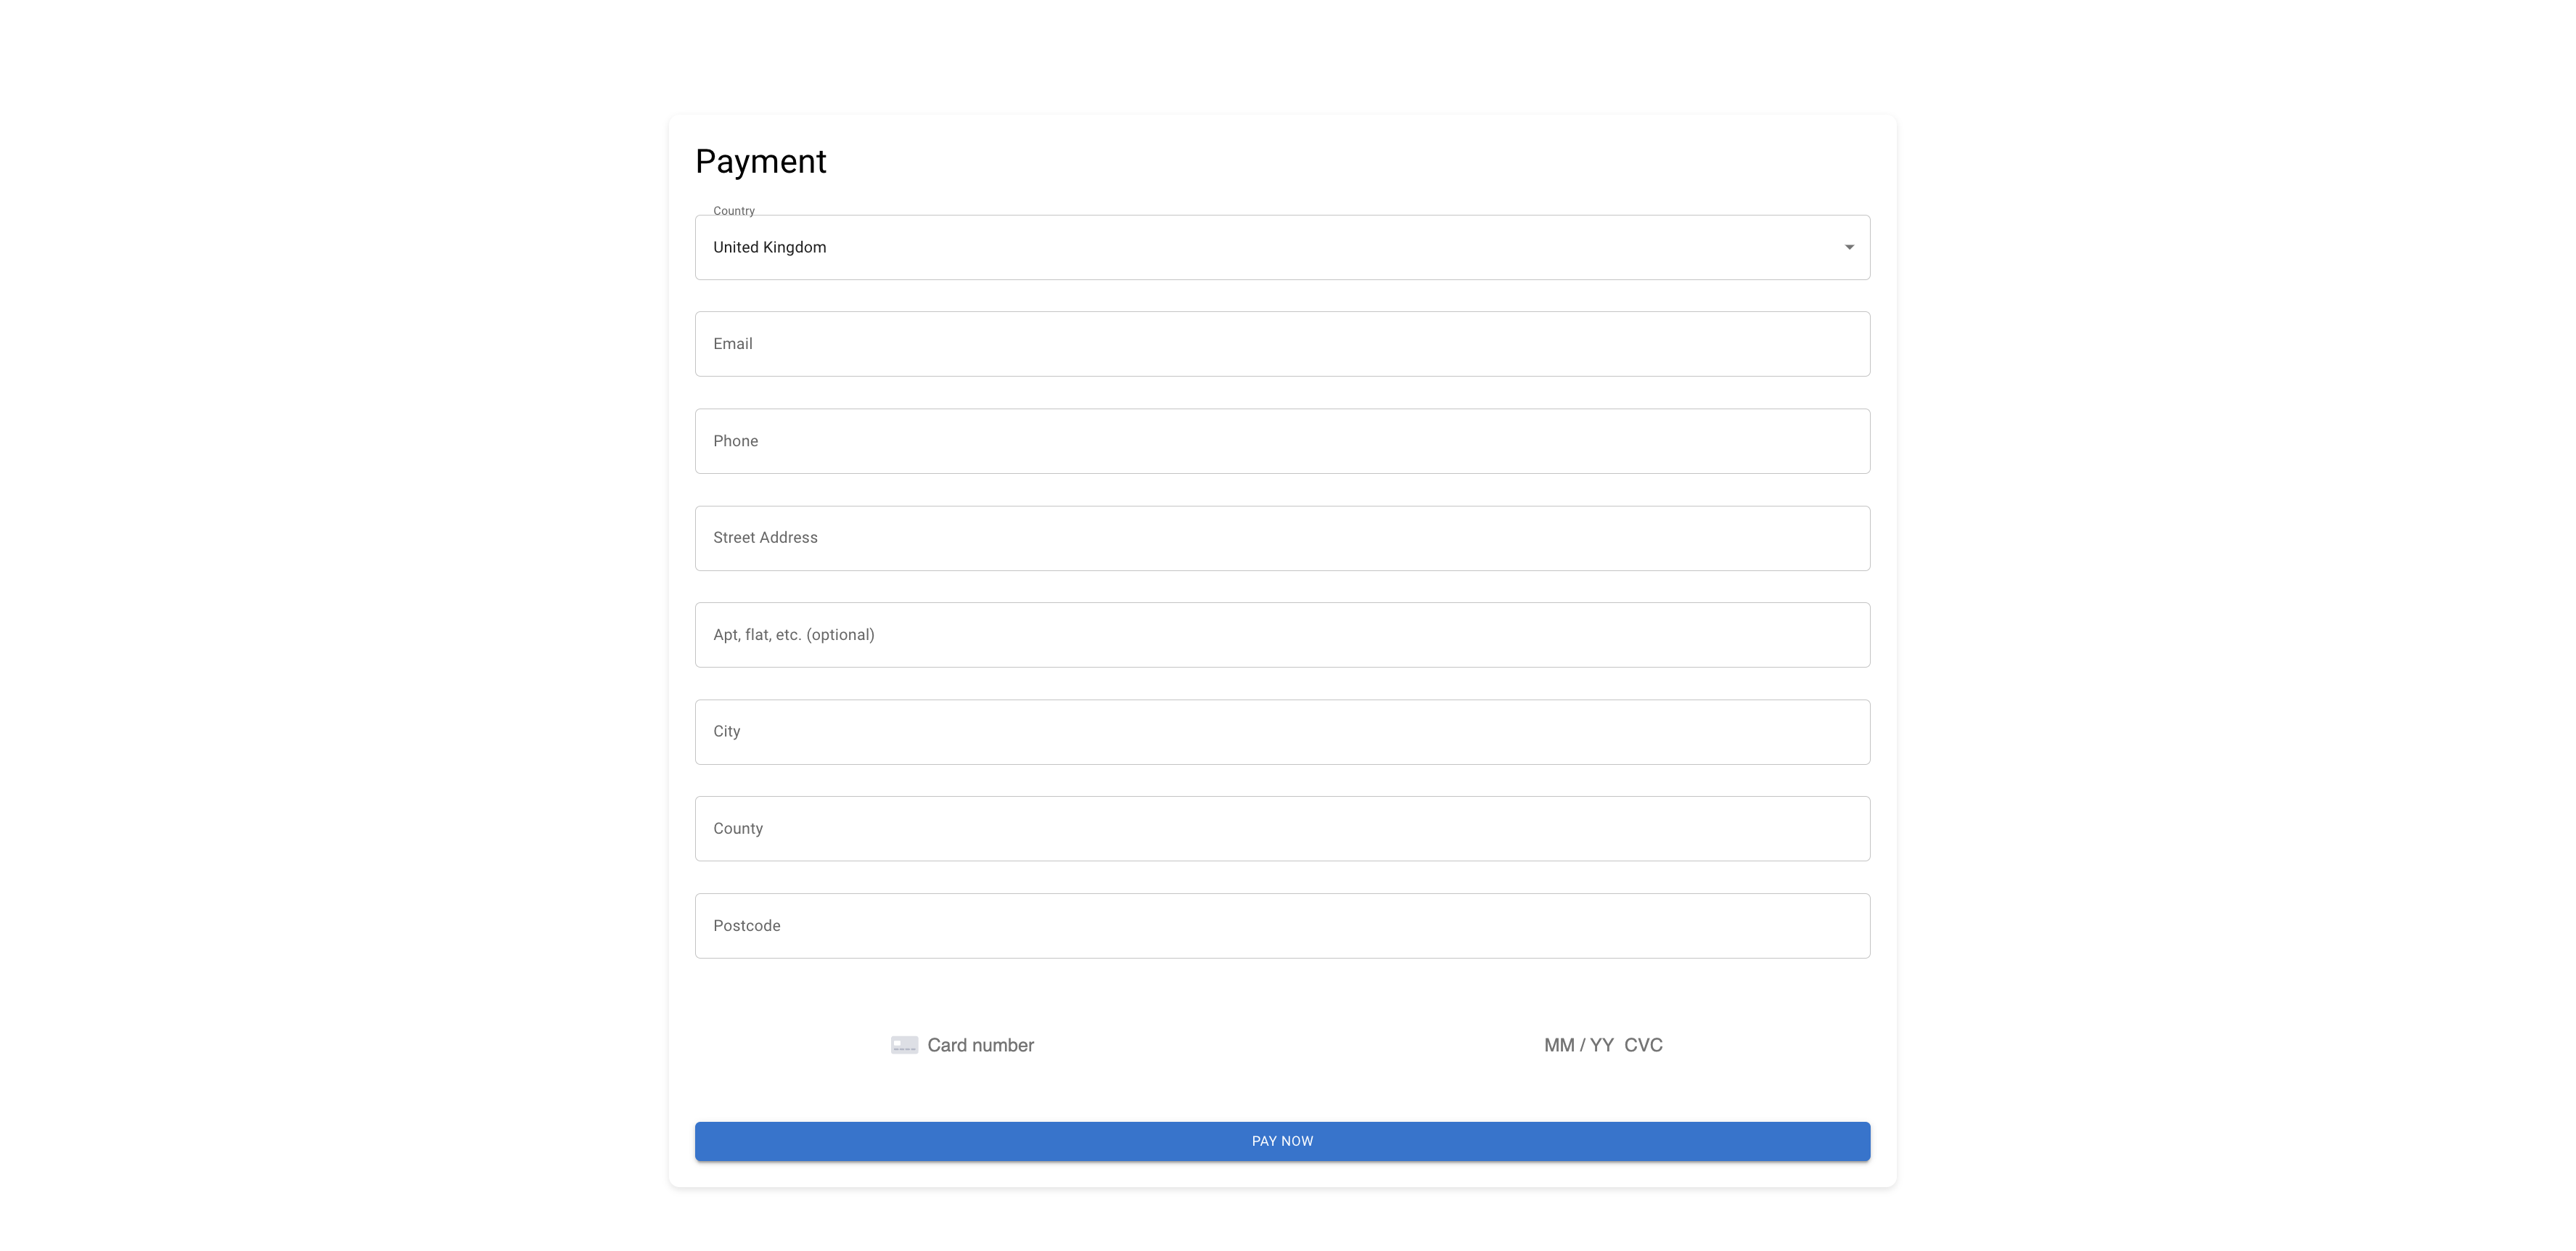 Payment
Country
United Kingdom
Email
Phone
Street Address
Apt, flat, etc. (optional)
City
County
Postcode
Card number MM / YY CVC
PAY NOW